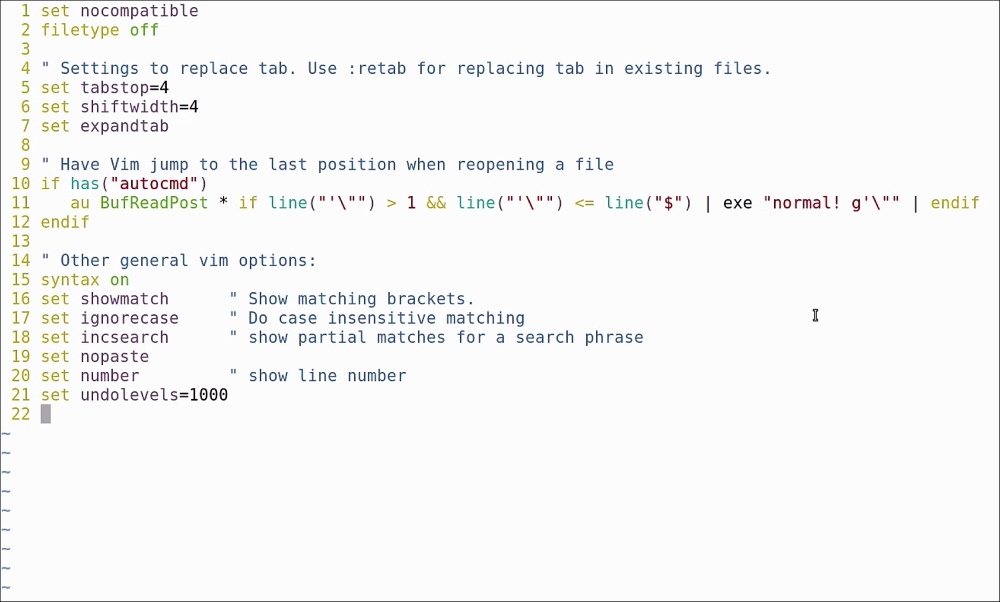 1 set nocompatible
2 filetype off
3
4 " Settings to replace tab. Use :retab for replacing tab in existing files.
5 set tabstop=4
6 set shiftwidth=4
7 set expandtab
8
9 " Have Vim jump to the last position when reopening a file
10 if has("autocmd")
11    au BufReadPost * if line("'\"") > 1 && line("'\"") <= line("$") | exe "normal! g'\"" | endif
12 endif
13
14 " Other general vim options:
15 syntax on
16 set showmatch      " Show matching brackets.
17 set ignorecase     " Do case insensitive matching
18 set incsearch      " show partial matches for a search phrase
19 set nopaste
20 set number         " show line number
21 set undolevels=1000
22
~
~
~
~
~
~
~
~
~